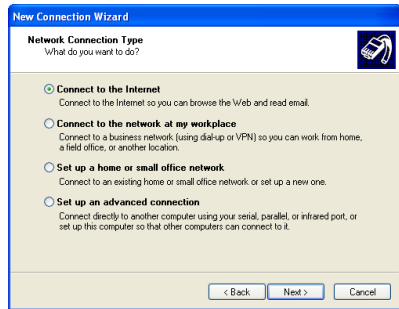 New Connection Wizard
Network Connection Type
What do you want to do?
Connect to the Internet
Connect to the Internet so you can browse the Web and read email.
Connect to the network at my workplace
Connect to a business network (using dial-up or VPN) so you can work from home,
a field office, or another location.
Set up a home or small office network
Connect to an existing home or small office network or set up a new one.
Set up an advanced connection
Connect directly to another computer using your serial, parallel, or infrared port, or
set up this computer so that other computers can connect to it.
< Back
Next >
Cancel